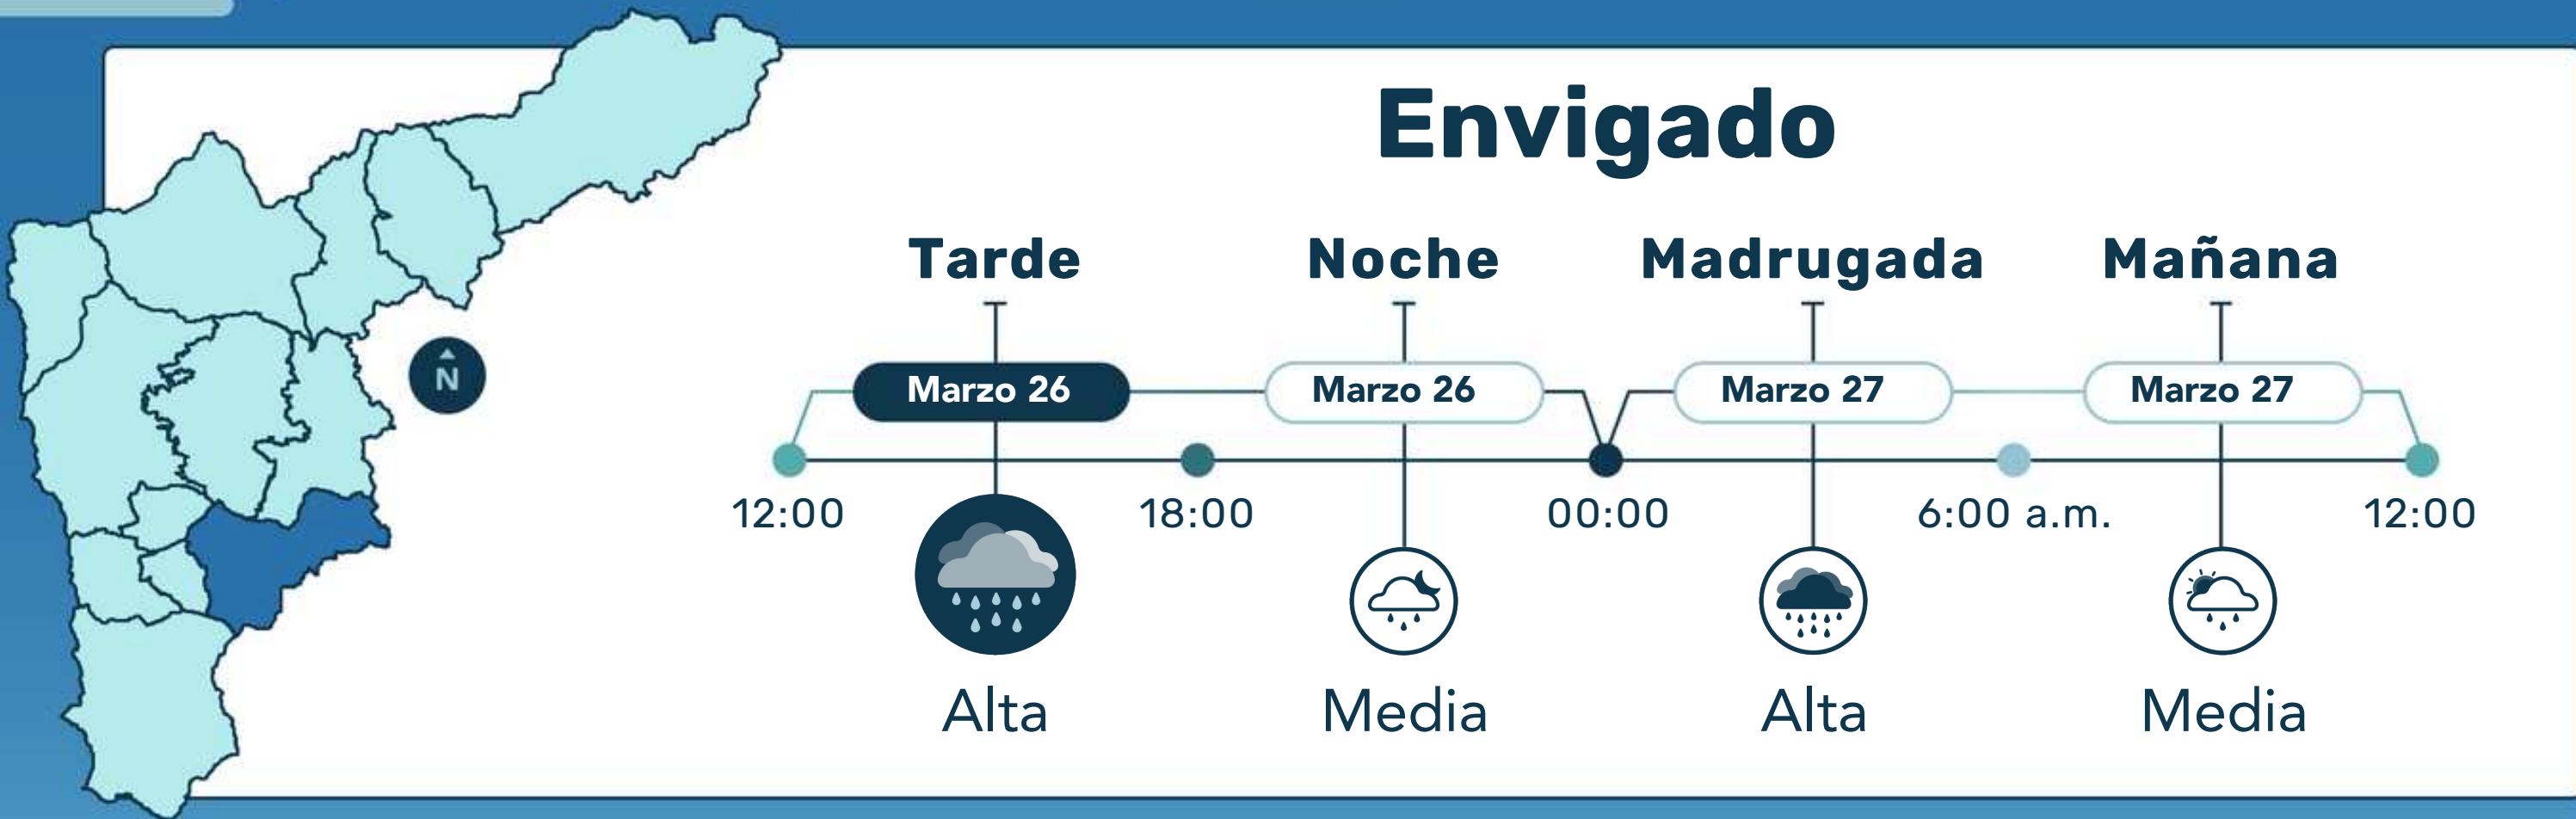 Envigado
Tarde Noche Madrugada Mañana
Marzo 26 Marzo 26 Marzo 27 Marzo 27
N
12:00 18:00 00:00 6:00 a.m. 12:00
Alta Media Alta Media